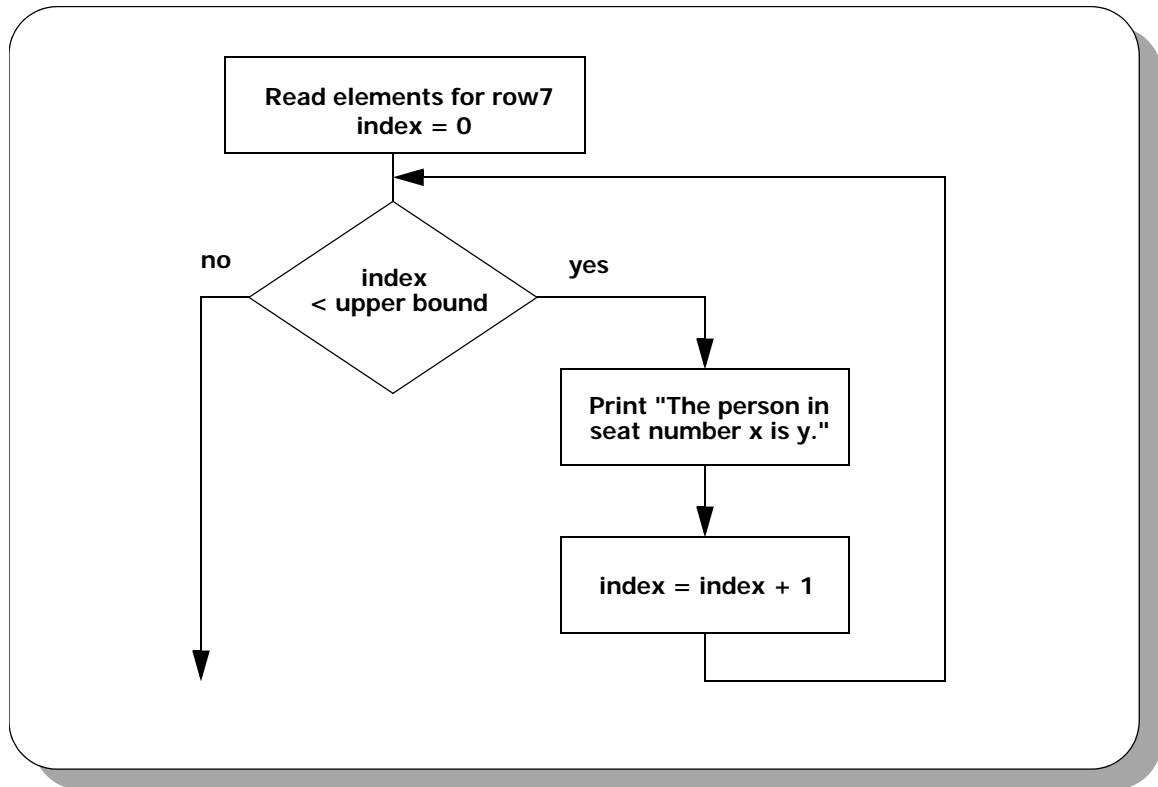 Read elements for row7
index = 0
no
yes
index
< upper bound
Print "The person in
seat number x is y."
index = index + 1